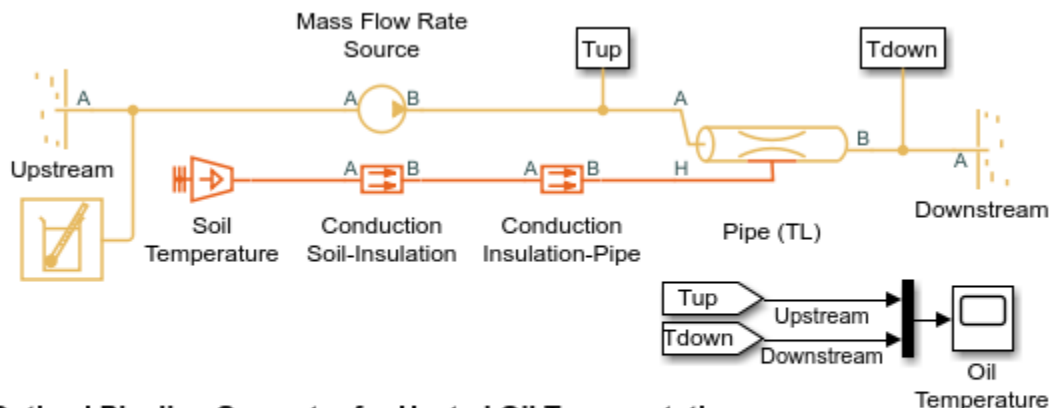 Mass Flow Rate
Source
Tup
Tdown
A
A
B
A
B
A
Upstream
A
B
A
B
H
Downstream
Soil
Temperature
Conduction
Soil-Insulation
Conduction
Insulation-Pipe
Pipe (TL)
Tup
Upstream
Tdown
Downstream
Oil
Temperature